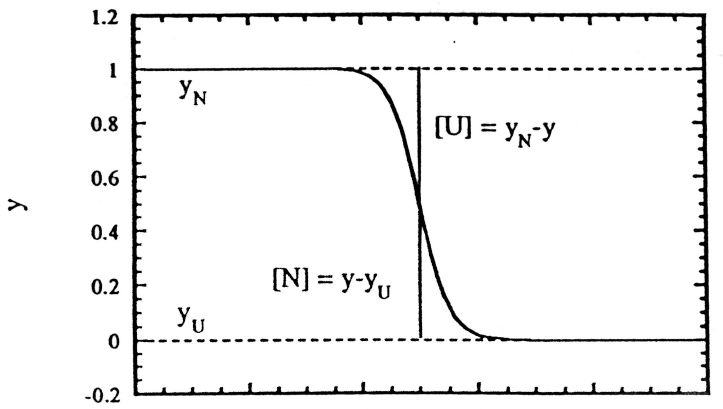 1.2
1
y_N
0.8
[U] = y_N-y
0.6
y
0.4
[N] = y-y_U
0.2
y_U
0
-0.2